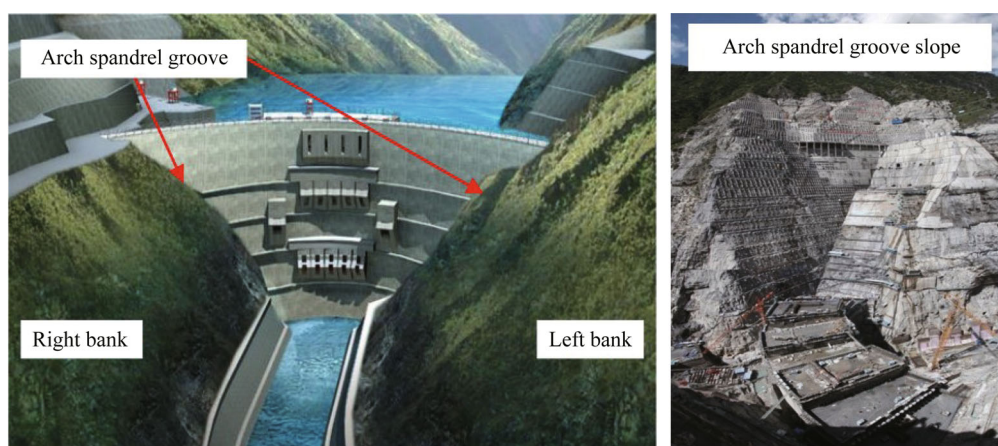 Arch spandrel groove
Right bank
Left bank
Arch spandrel groove slope